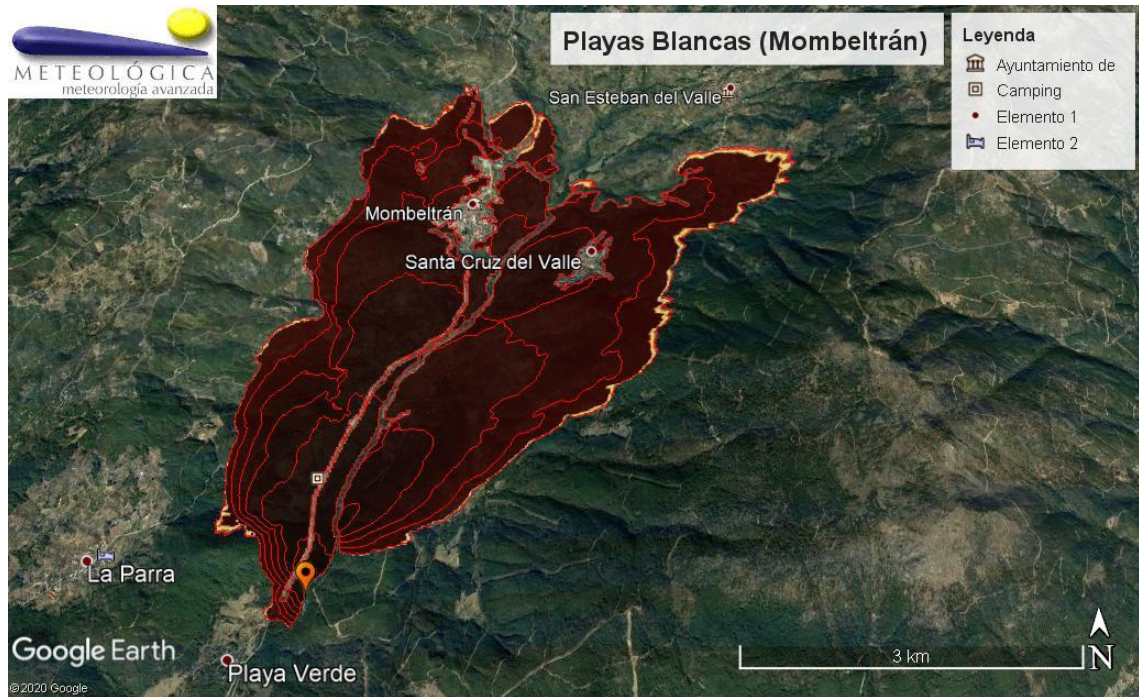 METEOLÓGICA
meteorología avanzada
Playas Blancas (Mombeltrán)
Leyenda
Ayuntamiento de
Camping
Elemento 1
Elemento 2
San Esteban del Valle
Mombeltrán
Santa Cruz del Valle
La Parra
Playa Verde
Google Earth
©2020 Google
3 km
N